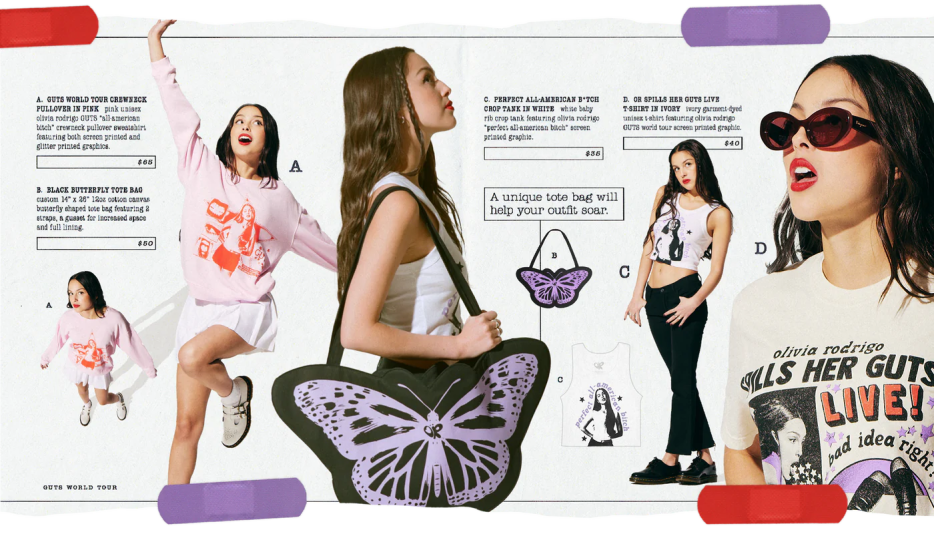 A. GUTS WORLD TOUR CREWNECK
PULLOVER IN PINK pink unisex
olivia rodrigo GUTS "all-american
bitch" crewneck pullover sweatshirt
featuring both screen printed and
glitter printed graphics.
$65
B. BLACK BUTTERFLY TOTE BAG
custom 14" x 26" 12oz cotton canvas
butterfly shaped tote bag featuring 2
straps, a gusset for increased space
and full lining.
$50
A
A
GUTS WORLD TOUR
C. PERFECT ALL-AMERICAN B*TCH
CROP TANK IN WHITE white baby
rib crop tank featuring olivia rodrigo
"perfect all-american bitch" screen
printed graphic.
$35
D. OR SPILLS HER GUTS LIVE
T-SHIRT IN IVORY ivory garment-dyed
unisex t-shirt featuring olivia rodrigo
GUTS world tour screen printed graphic.
$40
A unique tote bag will
help your outfit soar.
B
C
C
perfect all-american bitch
D
olivia rodrigo
SPILLS HER GUTS
LIVE!
bad idea right